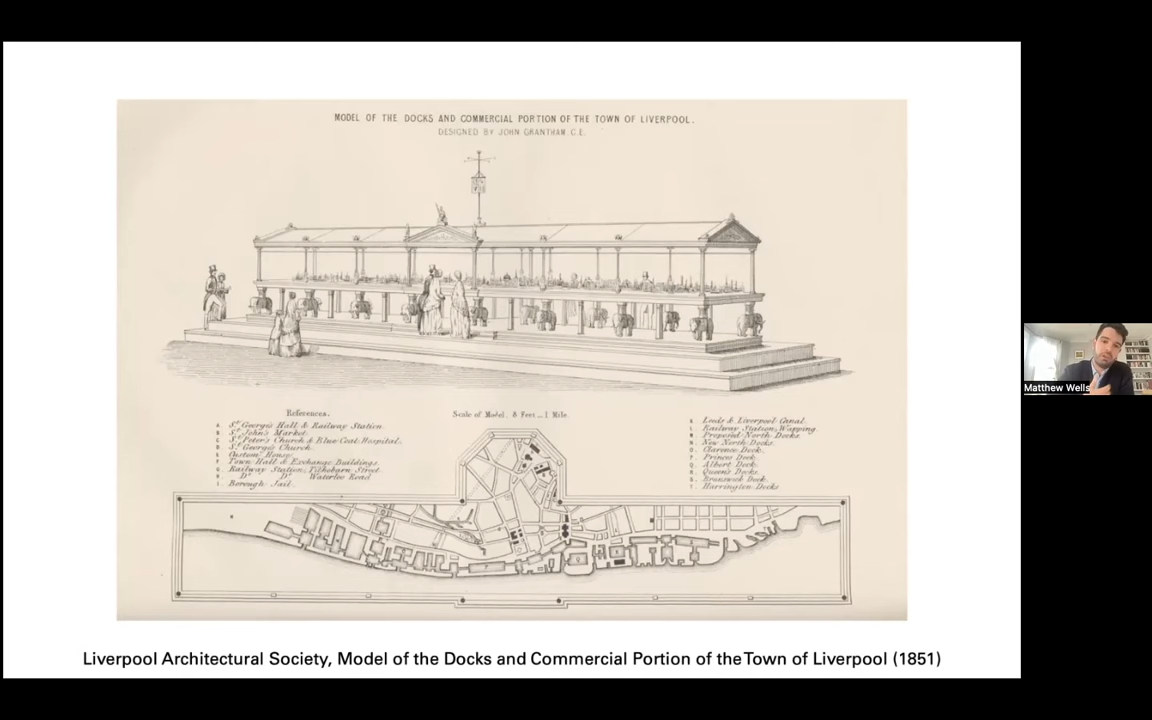 MODEL OF THE DOCKS AND COMMERCIAL PORTION OF THE TOWN OF LIVERPOOL.
DESIGNED BY JOHN GRANTHAM C.E.
References.
A. St George's Hall & Railway Station.
B. St John's Market.
C. St Peter's Church & Blue Coat Hospital.
D. St George's Church.
E. Custom House.
F. Town Hall & Exchange Buildings.
G. Railway Station, Tithebarn Street
H. Do Do Waterloo Road
I. Borough Jail.
Scale of Model, 8 Feet = 1 Mile.
K. Leeds & Liverpool Canal.
L. Railway Station, Wapping.
M. Proposed North Docks
N. New North Docks.
O. Clarence Dock.
P. Princes Dock.
Q. Albert Dock.
R. Queen's Docks.
S. Brunswick Dock.
T. Harrington Docks
Liverpool Architectural Society, Model of the Docks and Commercial Portion of the Town of Liverpool (1851)
Matthew Wells